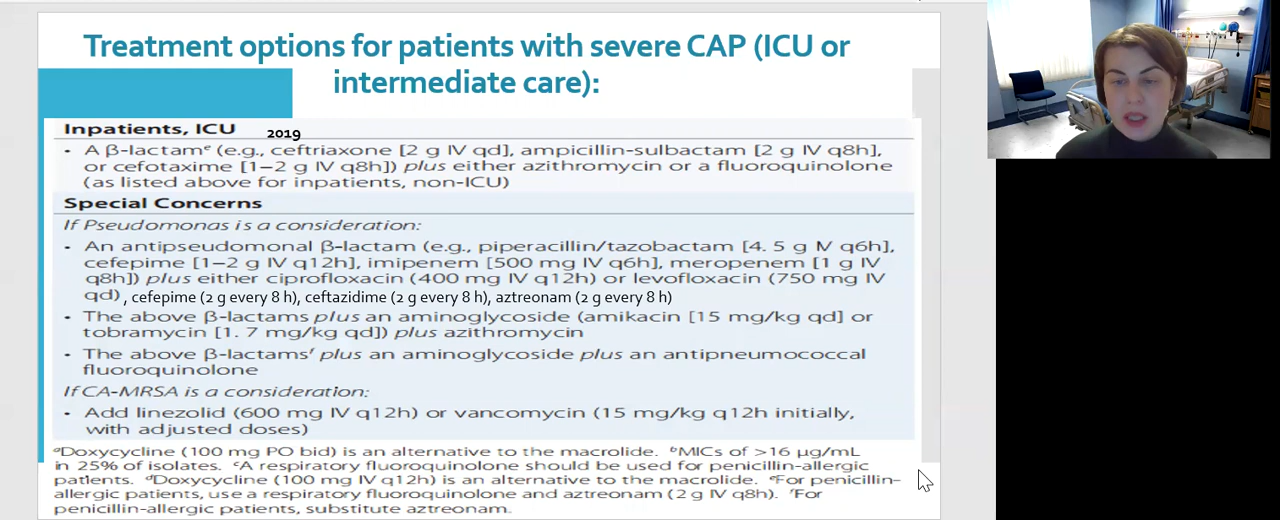 Treatment options for patients with severe CAP (ICU or
intermediate care):
Inpatients, ICU 2019
• A β-lactamᵉ (e.g., ceftriaxone [2 g IV qd], ampicillin-sulbactam [2 g IV q8h],
or cefotaxime [1–2 g IV q8h]) plus either azithromycin or a fluoroquinolone
(as listed above for inpatients, non-ICU)
Special Concerns
If Pseudomonas is a consideration:
• An antipseudomonal β-lactam (e.g., piperacillin/tazobactam [4. 5 g IV q6h],
cefepime [1–2 g IV q12h], imipenem [500 mg IV q6h], meropenem [1 g IV
q8h]) plus either ciprofloxacin (400 mg IV q12h) or levofloxacin (750 mg IV
qd) , cefepime (2 g every 8 h), ceftazidime (2 g every 8 h), aztreonam (2 g every 8 h)
• The above β-lactams plus an aminoglycoside (amikacin [15 mg/kg qd] or
tobramycin [1. 7 mg/kg qd]) plus azithromycin
• The above β-lactamsᶠ plus an aminoglycoside plus an antipneumococcal
fluoroquinolone
If CA-MRSA is a consideration:
• Add linezolid (600 mg IV q12h) or vancomycin (15 mg/kg q12h initially,
with adjusted doses)
ᵃDoxycycline (100 mg PO bid) is an alternative to the macrolide. ᵇMICs of >16 μg/mL
in 25% of isolates. ᶜA respiratory fluoroquinolone should be used for penicillin-allergic
patients. ᵈDoxycycline (100 mg IV q12h) is an alternative to the macrolide. ᵉFor penicillin-
allergic patients, use a respiratory fluoroquinolone and aztreonam (2 g IV q8h). ᶠFor
penicillin-allergic patients, substitute aztreonam.